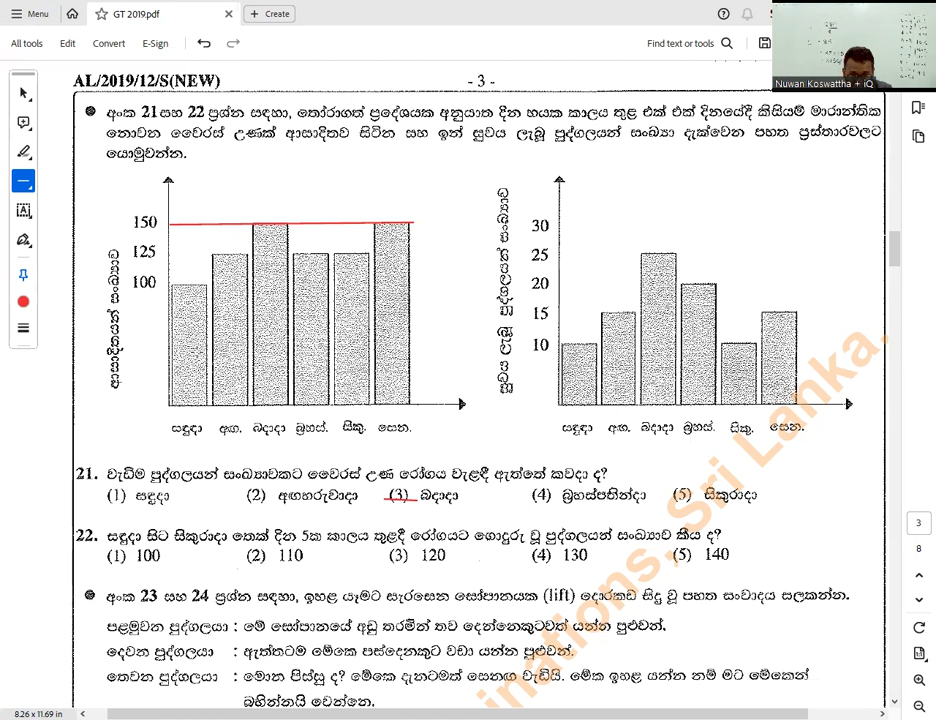 Menu
GT 2019.pdf
Create
All tools
Edit
Convert
E-Sign
Find text or tools
Nuwan Koswattha + iQ
AL/2019/12/S(NEW)
- 3 -
අංක 21 සහ 22 ප්‍රශ්න සඳහා, තෝරාගත් ප්‍රදේශයක අනුයාත දින හයක කාලය තුළ එක් එක් දිනයේදී කිසියම් මාරාන්තික
නොවන වෛරස් උණක් ආසාදිතව සිටින සහ ඉන් සුවය ලැබූ පුද්ගලයන් සංඛ්‍යා දැක්වෙන පහත ප්‍රස්තාරවලට
යොමුවන්න.
ආසාදිතයන් සංඛ්‍යාව
150
125
100
සඳුදා අඟ. බදාදා බ්‍රහස්. සිකු. සෙන.
සුවය ලැබූ පුද්ගලයන් සංඛ්‍යාව
30
25
20
15
10
සඳුදා අඟ. බදාදා බ්‍රහස්. සිකු. සෙන.
21. වැඩිම පුද්ගලයන් සංඛ්‍යාවකට වෛරස් උණ රෝගය වැළඳී ඇත්තේ කවදා ද?
(1) සඳුදා (2) අඟහරුවාදා (3) බදාදා (4) බ්‍රහස්පතින්දා (5) සිකුරාදා
22. සඳුදා සිට සිකුරාදා තෙක් දින 5ක කාලය තුළදී රෝගයට ගොදුරු වූ පුද්ගලයන් සංඛ්‍යාව කීය ද?
(1) 100 (2) 110 (3) 120 (4) 130 (5) 140
අංක 23 සහ 24 ප්‍රශ්න සඳහා, ඉහළ යෑමට සැරසෙන සෝපානයක (lift) දොරකඩ සිදු වූ පහත සංවාදය සලකන්න.
පළමුවන පුද්ගලයා : මේ සෝපානයේ අඩු තරමින් තව දෙන්නෙකුටවත් යන්න පුළුවන්.
දෙවන පුද්ගලයා : ඇත්තටම මේකෙ පස්දෙනකුට වඩා යන්න පුළුවන්.
තෙවන පුද්ගලයා : මොන පිස්සු ද? මේකෙ දැනටමත් සෙනඟ වැඩියි. මේක ඉහළ යන්න නම් මට මේකෙන්
බහින්නයි වෙන්නෙ.
inations, Sri Lanka.
3
8
8.26 x 11.69 in